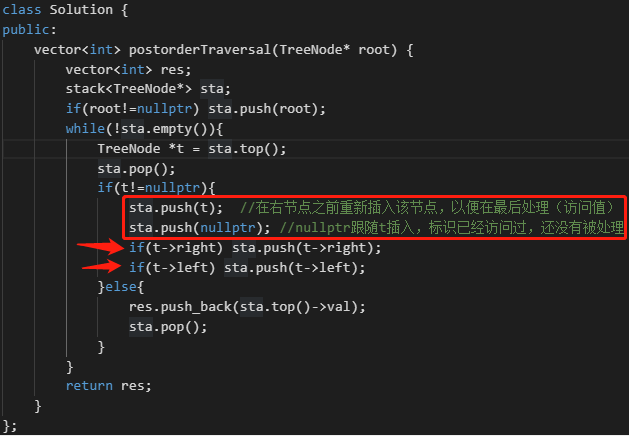 class Solution {
public:
    vector<int> postorderTraversal(TreeNode* root) {
        vector<int> res;
        stack<TreeNode*> sta;
        if(root!=nullptr) sta.push(root);
        while(!sta.empty()){
            TreeNode *t = sta.top();
            sta.pop();
            if(t!=nullptr){
                sta.push(t);  //在右节点之前重新插入该节点，以便在最后处理（访问值）
                sta.push(nullptr); //nullptr跟随t插入，标识已经访问过，还没有被处理
                if(t->right) sta.push(t->right);
                if(t->left) sta.push(t->left);
            }else{
                res.push_back(sta.top()->val);
                sta.pop();
            }
        }
        return res;
    }
};